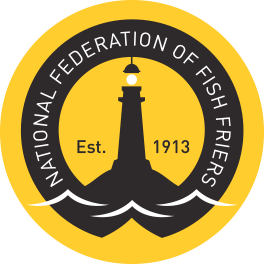 NATIONAL FEDERATION OF FISH FRIERS
Est. 1913